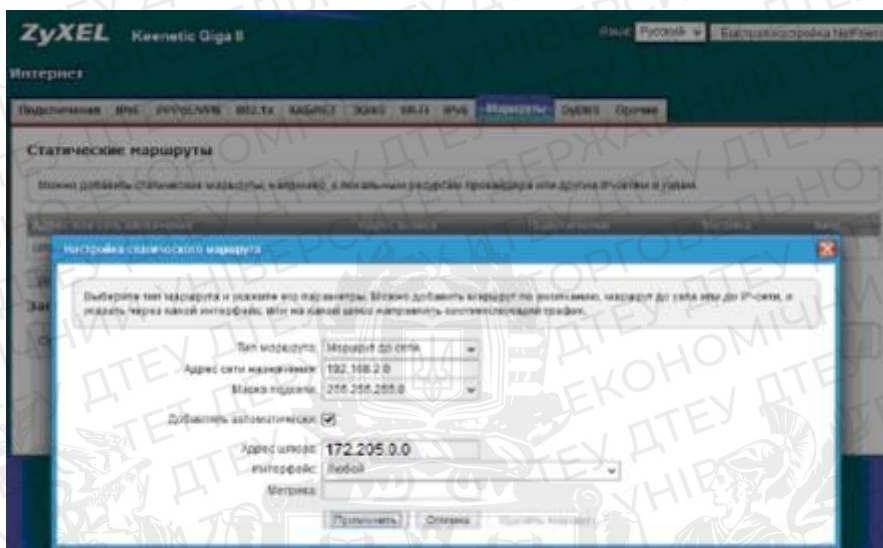 ZyXEL Keenetic Giga II
Язык: Русский Быстрая настройка NetFriend
Интернет
Подключения IPoE PPPoE/VPN 802.1x КАБiNET 3G/4G Wi-Fi IPv6 Маршруты DyDNS Прочее
Статические маршруты
Можно добавить статические маршруты, например, к локальным ресурсам провайдера или другим IP-сетям и узлам.
Настройка статического маршрута
Выберите тип маршрута и укажите его параметры. Можно добавить маршрут по умолчанию, маршрут до сети или до IP-сети, и
указать через какой интерфейс или на какой шлюз направлять соответствующий трафик.
Тип маршрута: Маршрут до сети
Адрес сети назначения: 192.168.2.0
Маска подсети: 255.255.255.0
Добавлять автоматически:
Адрес шлюза: 172.205.0.0
Интерфейс: Любой
Метрика:
Применить Отмена Удалить маршрут